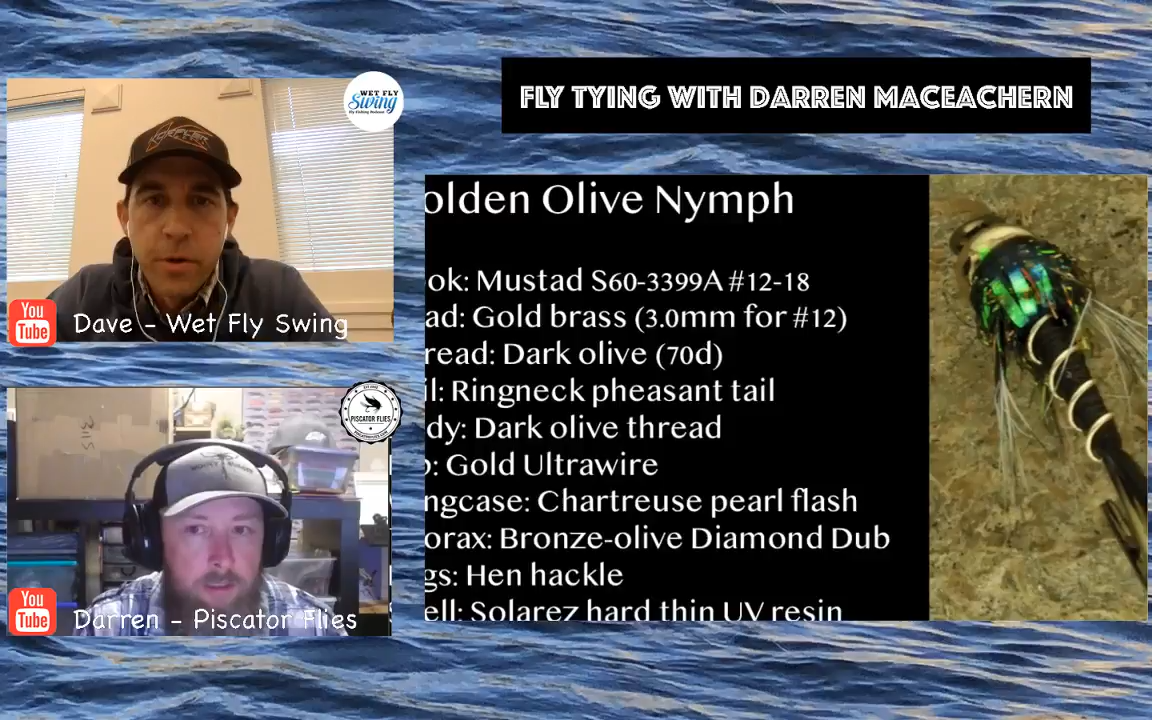 FLY TYING WITH DARREN MACEACHERN
WET FLY
Swing
Fly Fishing Podcast
You
Tube
Dave - Wet Fly Swing
PISCATOR FLIES
You
Tube
Darren - Piscator Flies
olden Olive Nymph
ok: Mustad S60-3399A #12-18
ad: Gold brass (3.0mm for #12)
read: Dark olive (70d)
il: Ringneck pheasant tail
dy: Dark olive thread
b: Gold Ultrawire
ngcase: Chartreuse pearl flash
orax: Bronze-olive Diamond Dub
gs: Hen hackle
ell: Solarez hard thin UV resin